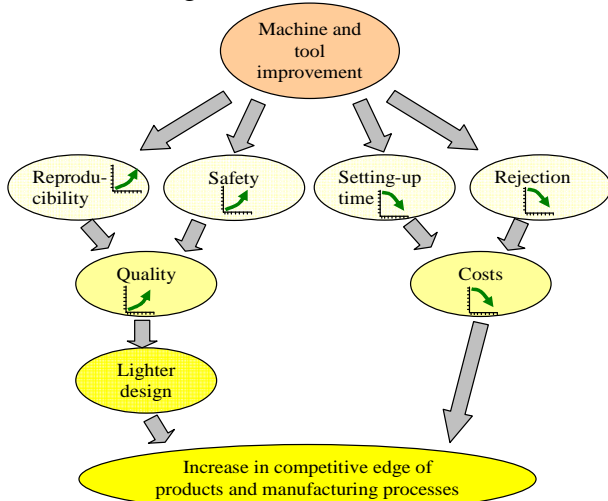 Machine and
tool
improvement
Reprodu-
cibility
Safety
Setting-up
time
Rejection
Quality
Costs
Lighter
design
Increase in competitive edge of
products and manufacturing processes